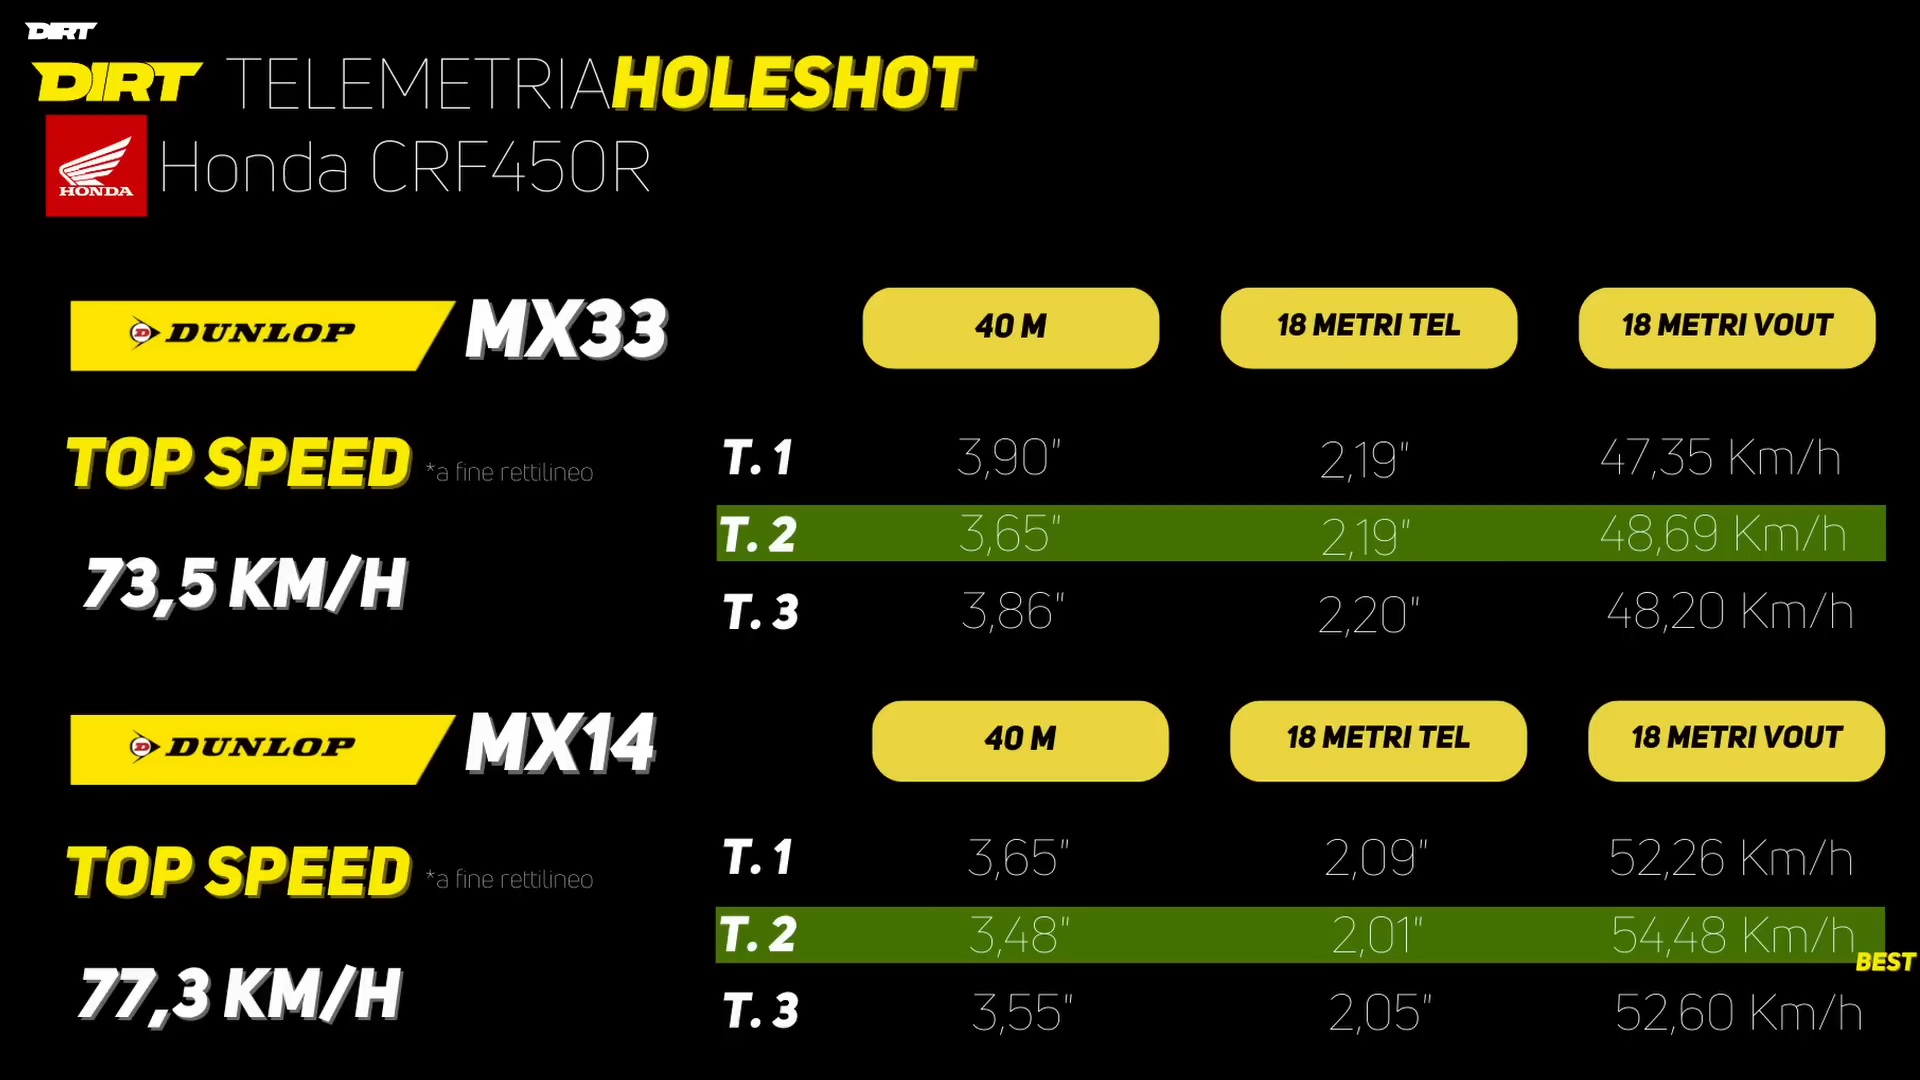 DIRT
DIRT TELEMETRIAHOLESHOT
HONDA Honda CRF450R
DUNLOP MX33 40 M 18 METRI TEL 18 METRI VOUT
TOP SPEED *a fine rettilineo T. 1 3,90" 2,19" 47,35 Km/h
T. 2 3,65" 2,19" 48,69 Km/h
73,5 KM/H T. 3 3,86" 2,20" 48,20 Km/h
DUNLOP MX14 40 M 18 METRI TEL 18 METRI VOUT
TOP SPEED *a fine rettilineo T. 1 3,65" 2,09" 52,26 Km/h
T. 2 3,48" 2,01" 54,48 Km/h
BEST
77,3 KM/H T. 3 3,55" 2,05" 52,60 Km/h